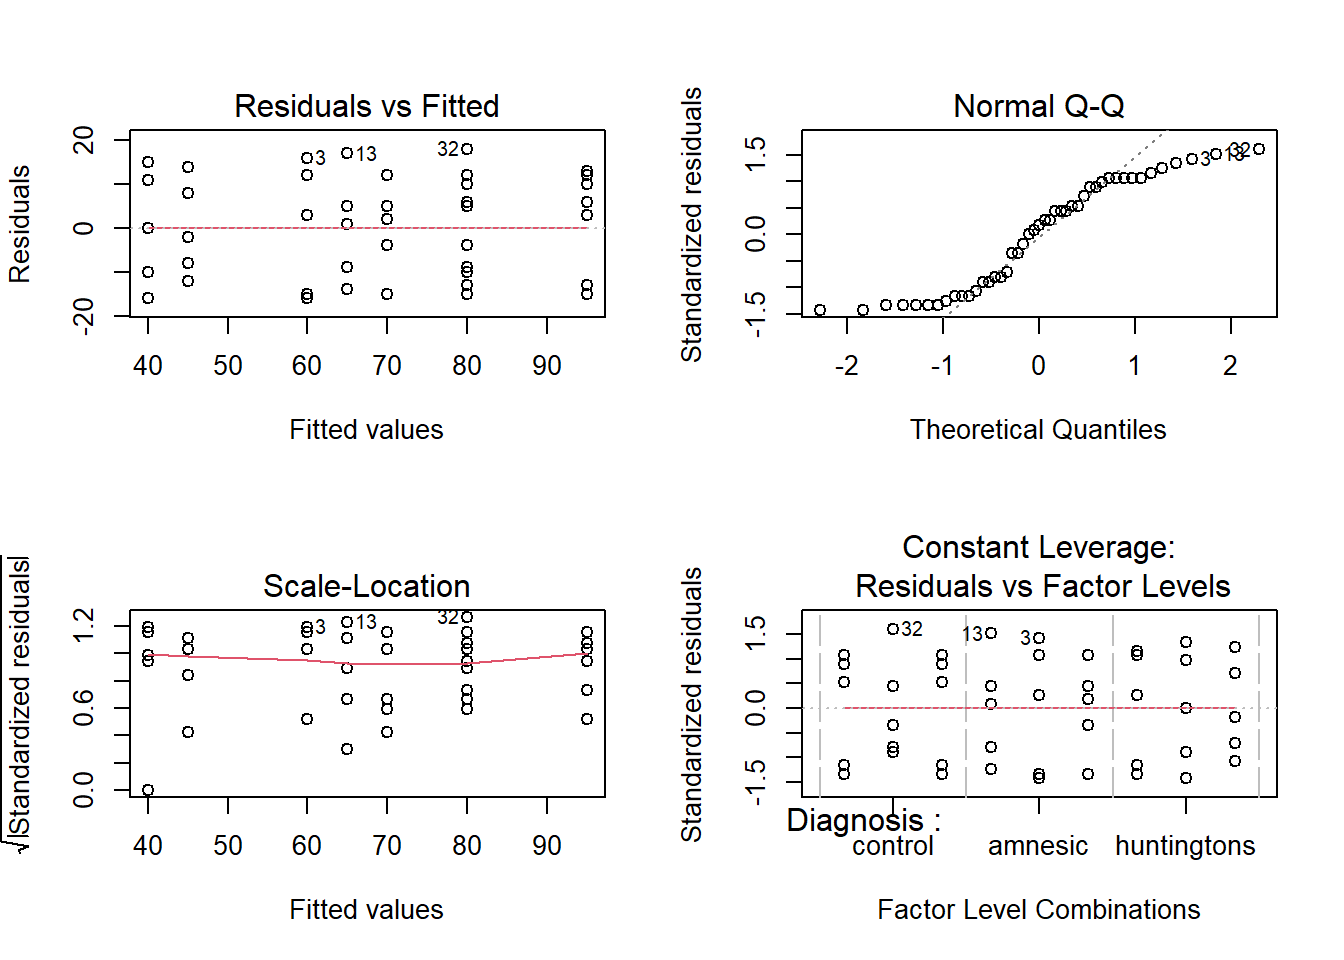 Residuals vs Fitted
Residuals
20
0
-20
3
13
32
40 50 60 70 80 90
Fitted values
Normal Q-Q
Standardized residuals
1.5
0.0
-1.5
3
13
32
-2 -1 0 1 2
Theoretical Quantiles
Scale-Location
√|Standardized residuals|
1.2
0.6
0.0
3
13
32
40 50 60 70 80 90
Fitted values
Constant Leverage:
Residuals vs Factor Levels
Standardized residuals
1.5
0.0
-1.5
32
13
3
Diagnosis :
control amnesic huntingtons
Factor Level Combinations